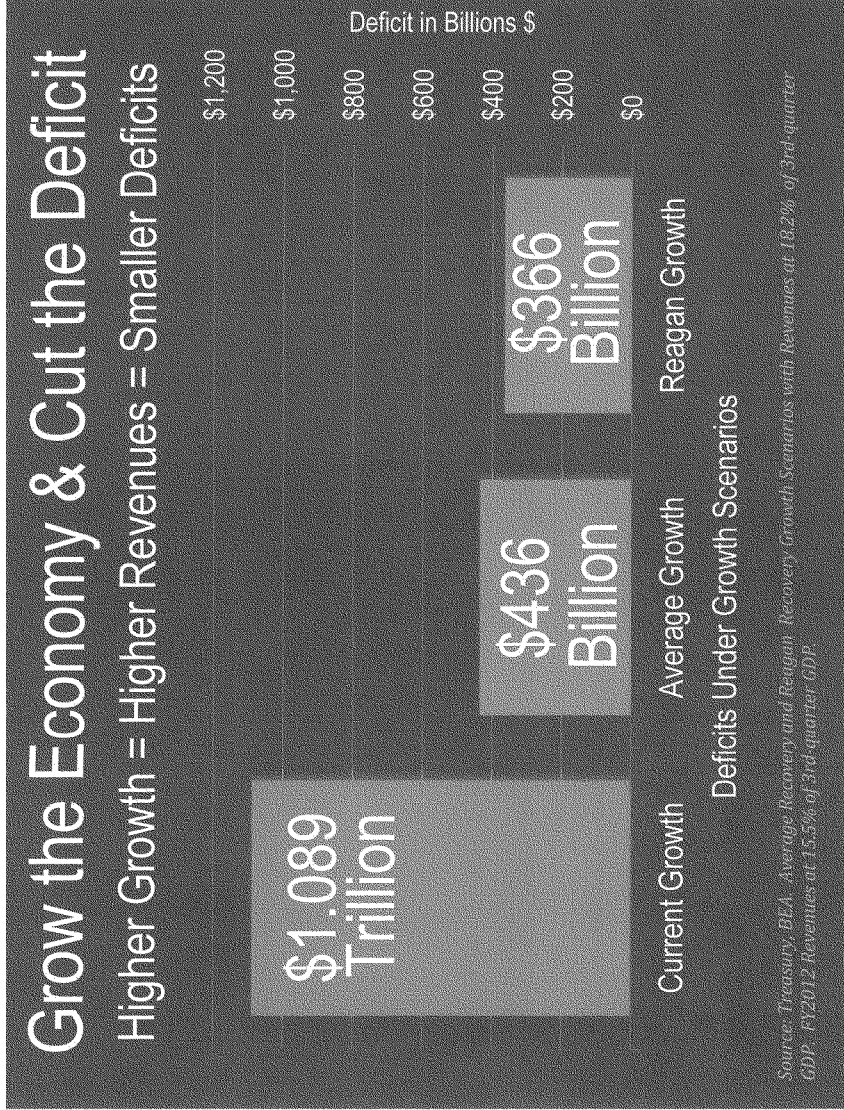 Grow the Economy & Cut the Deficit
Higher Growth = Higher Revenues = Smaller Deficits
$1,200
$1,000
$800
$600
$400
$200
$0
Deficit in Billions $
$1.089
Trillion
$436
Billion
$366
Billion
Current Growth
Average Growth
Reagan Growth
Deficits Under Growth Scenarios
Source: Treasury, BEA. Average Recovery and Reagan Recovery Growth Scenarios with Revenues at 18.2% of 3rd-quarter
GDP. FY2012 Revenues at 15.5% of 3rd-quarter GDP.